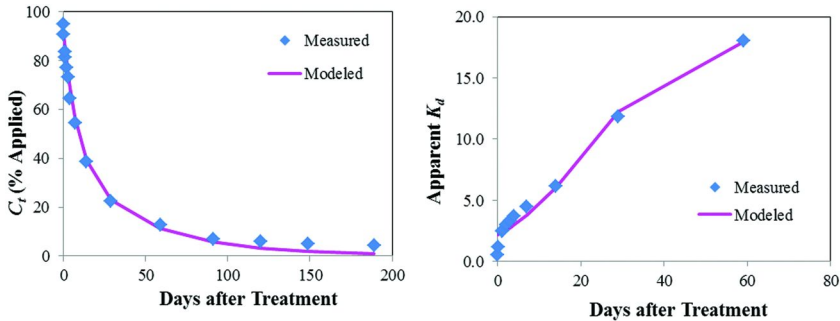 C_t (% Applied)
100
80
60
40
20
0
0 50 100 150 200
Days after Treatment
Measured
Modeled
Apparent K_d
20.0
15.0
10.0
5.0
0.0
0 20 40 60 80
Days after Treatment
Measured
Modeled